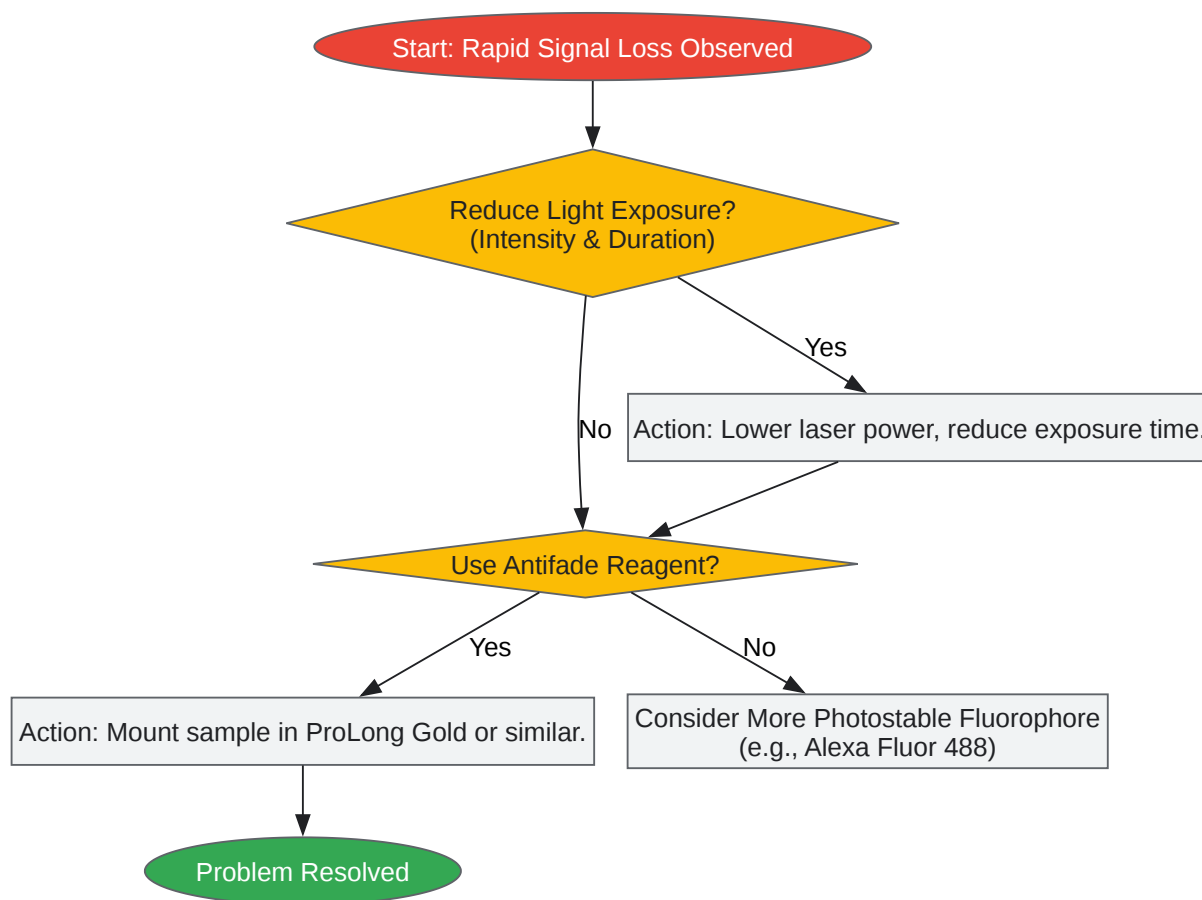 Start: Rapid Signal Loss Observed
Reduce Light Exposure?
(Intensity & Duration)
Yes
No
Action: Lower laser power, reduce exposure time.
Use Antifade Reagent?
Yes
No
Action: Mount sample in ProLong Gold or similar.
Consider More Photostable Fluorophore
(e.g., Alexa Fluor 488)
Problem Resolved